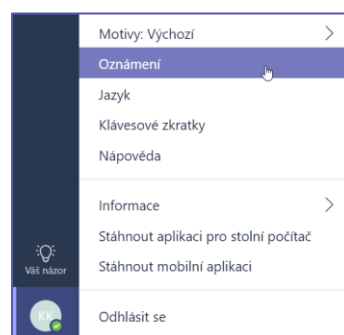 Motivy: Výchozí
Oznámení
Jazyk
Klávesové zkratky
Nápověda
Informace
Stáhnout aplikaci pro stolní počítač
Stáhnout mobilní aplikaci
Odhlásit se
Váš názor
KK